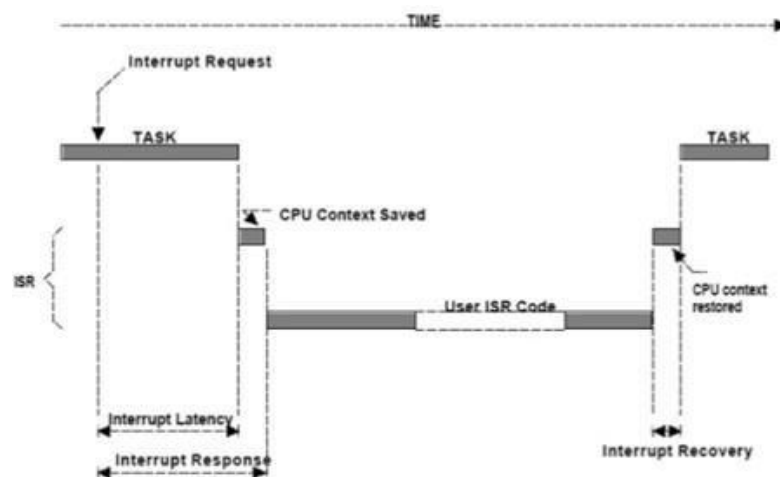 TIME
Interrupt Request
TASK
TASK
CPU Context Saved
ISR
CPU context
restored
User ISR Code
Interrupt Latency
Interrupt Recovery
Interrupt Response